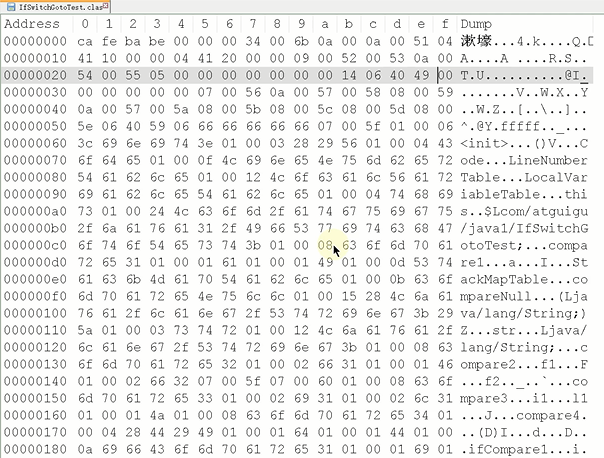 IfSwitchGotoTest.clas
Address 0 1 2 3 4 5 6 7 8 9 a b c d e f Dump
00000000 ca fe ba be 00 00 00 34 00 6b 0a 00 0a 00 51 04 漱壕...4.k....Q.
00000010 41 10 00 00 04 41 20 00 00 09 00 52 00 53 0a 00 A....A ....R.S..
00000020 54 00 55 05 00 00 00 00 00 00 00 14 06 40 49 00 T.U..........@I.
00000030 00 00 00 00 00 07 00 56 0a 00 57 00 58 08 00 59 .......V..W.X..Y
00000040 0a 00 57 00 5a 08 00 5b 08 00 5c 08 00 5d 08 00 ..W.Z..[..\..]..
00000050 5e 06 40 59 06 66 66 66 66 66 07 00 5f 01 00 06 ^.@Y.fffff.._...
00000060 3c 69 6e 69 74 3e 01 00 03 28 29 56 01 00 04 43 <init>...()V...C
00000070 6f 64 65 01 00 0f 4c 69 6e 65 4e 75 6d 62 65 72 ode...LineNumber
00000080 54 61 62 6c 65 01 00 12 4c 6f 63 61 6c 56 61 72 Table...LocalVar
00000090 69 61 62 6c 65 54 61 62 6c 65 01 00 04 74 68 69 iableTable...thi
000000a0 73 01 00 24 4c 63 6f 6d 2f 61 74 67 75 69 67 75 s..$Lcom/atguigu
000000b0 2f 6a 61 76 61 31 2f 49 66 53 77 69 74 63 68 47 /java1/IfSwitchG
000000c0 6f 74 6f 54 65 73 74 3b 01 00 08 63 6f 6d 70 61 otoTest;...compa
000000d0 72 65 31 01 00 01 61 01 00 01 49 01 00 0d 53 74 re1...a...I...St
000000e0 61 63 6b 4d 61 70 54 61 62 6c 65 01 00 0b 63 6f ackMapTable...co
000000f0 6d 70 61 72 65 4e 75 6c 6c 01 00 15 28 4c 6a 61 mpareNull...(Lja
00000100 76 61 2f 6c 61 6e 67 2f 53 74 72 69 6e 67 3b 29 va/lang/String;)
00000110 5a 01 00 03 73 74 72 01 00 12 4c 6a 61 76 61 2f Z...str...Ljava/
00000120 6c 61 6e 67 2f 53 74 72 69 6e 67 3b 01 00 08 63 lang/String;...c
00000130 6f 6d 70 61 72 65 32 01 00 02 66 31 01 00 01 46 ompare2...f1...F
00000140 01 00 02 66 32 07 00 5f 07 00 60 01 00 08 63 6f ...f2.._..`...co
00000150 6d 70 61 72 65 33 01 00 02 69 31 01 00 02 6c 31 mpare3...i1...l1
00000160 01 00 01 4a 01 00 08 63 6f 6d 70 61 72 65 34 01 ...J...compare4.
00000170 00 04 28 44 29 49 01 00 01 64 01 00 01 44 01 00 ..(D)I...d...D..
00000180 0a 69 66 43 6f 6d 70 61 72 65 31 01 00 01 69 01 .ifCompare1...i.